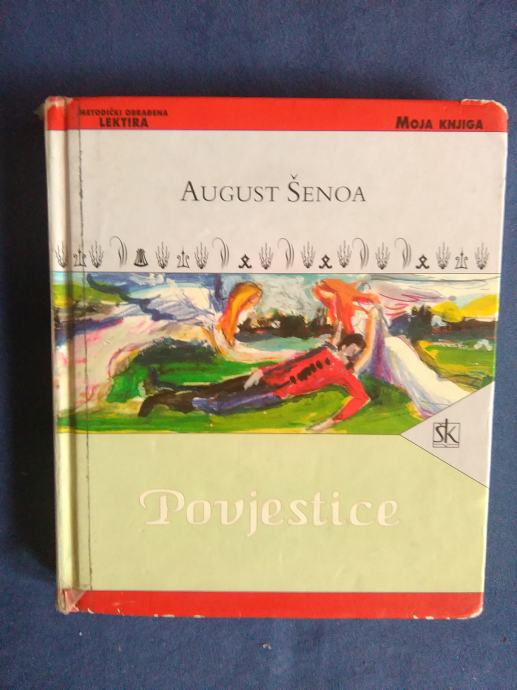 METODIČKI OBRAĐENA
LEKTIRA
MOJA KNJIGA
AUGUST ŠENOA
ŠK
Povjestice